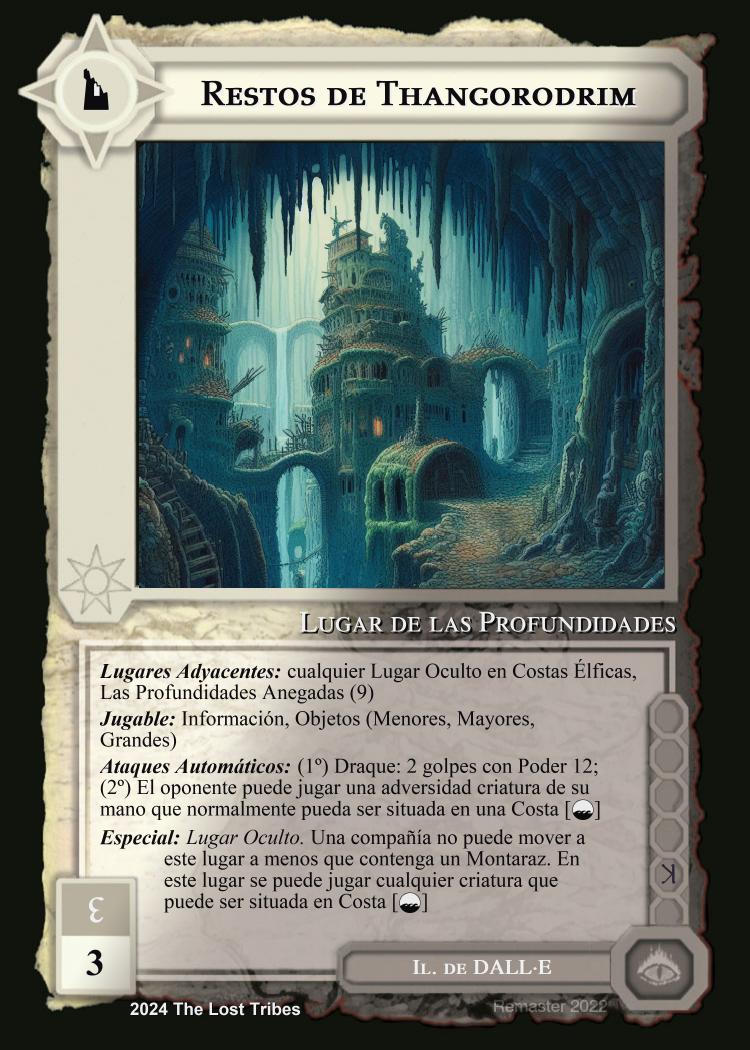 Restos de Thangorodrim
Lugar de las Profundidades
Lugares Adyacentes: cualquier Lugar Oculto en Costas Élficas,
Las Profundidades Anegadas (9)
Jugable: Información, Objetos (Menores, Mayores,
Grandes)
Ataques Automáticos: (1º) Draque: 2 golpes con Poder 12;
(2º) El oponente puede jugar una adversidad criatura de su
mano que normalmente pueda ser situada en una Costa []
Especial: Lugar Oculto. Una compañía no puede mover a
este lugar a menos que contenga un Montaraz. En
este lugar se puede jugar cualquier criatura que
puede ser situada en Costa []
3
Il. de DALL·E
2024 The Lost Tribes
Remaster 2022